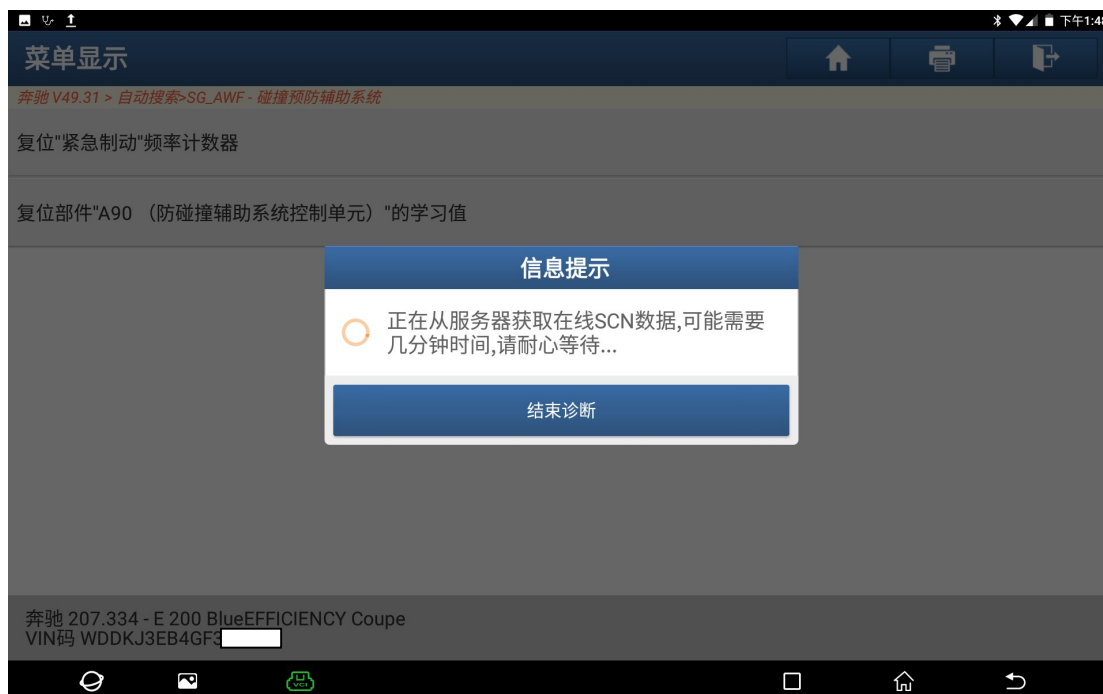 下午1:48
菜单显示
奔驰 V49.31 > 自动搜索>SG_AWF - 碰撞预防辅助系统
复位"紧急制动"频率计数器
复位部件"A90 （防碰撞辅助系统控制单元）"的学习值
信息提示
正在从服务器获取在线SCN数据,可能需要
几分钟时间,请耐心等待...
结束诊断
奔驰 207.334 - E 200 BlueEFFICIENCY Coupe
VIN码 WDDKJ3EB4GF3
VCI